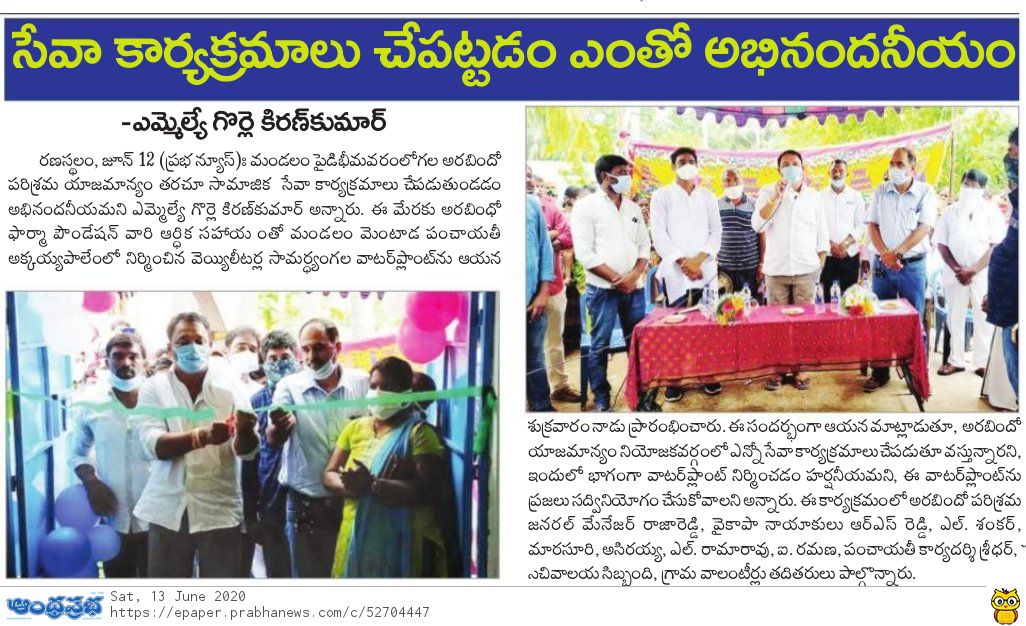 సేవా కార్యక్రమాలు చేపట్టడం ఎంతో అభినందనీయం
-ఎమ్మెల్యే గొర్లె కిరణ్‌కుమార్
రణస్థలం, జూన్ 12 (ప్రభ న్యూస్): మండలం పైడిభీమవరంలోగల అరబిందో
పరిశ్రమ యాజమాన్యం తరచూ సామాజిక సేవా కార్యక్రమాలు చేపడుతుండడం
అభినందనీయమని ఎమ్మెల్యే గొర్లె కిరణ్‌కుమార్ అన్నారు. ఈ మేరకు అరబింధో
ఫార్మా ఫౌండేషన్ వారి ఆర్ధిక సహాయ ంతో మండలం మెంటాడ పంచాయతీ
అక్కయ్యపాలెంలో నిర్మించిన వెయ్యిలీటర్ల సామర్ధ్యంగల వాటర్‌ప్లాంట్‌ను ఆయన
శుక్రవారం నాడు ప్రారంభించారు. ఈ సందర్భంగా ఆయన మాట్లాడుతూ, అరబిందో
యాజమాన్యం నియోజకవర్గంలో ఎన్నో సేవా కార్యక్రమాలు చేపడుతూ వస్తున్నారని,
ఇందులో భాగంగా వాటర్‌ప్లాంట్ నిర్మించడం హర్షనీయమని, ఈ వాటర్‌ప్లాంట్‌ను
ప్రజలు సద్వినియోగం చేసుకోవాలని అన్నారు. ఈ కార్యక్రమంలో అరబిందో పరిశ్రమ
జనరల్ మేనేజర్ రాజారెడ్డి, వైకాపా నాయాకులు ఆర్ఎస్ రెడ్డి, ఎల్. శంకర్,
మారసూరి, అసిరయ్య, ఎల్. రామారావు, ఐ. రమణ, పంచాయతీ కార్యదర్శి శ్రీధర్,
సచివాలయ సిబ్బంది, గ్రామ వాలంటీర్లు తదితరులు పాల్గొన్నారు.
ఆంధ్రప్రభ
Sat, 13 June 2020
https://epaper.prabhanews.com/c/52704447